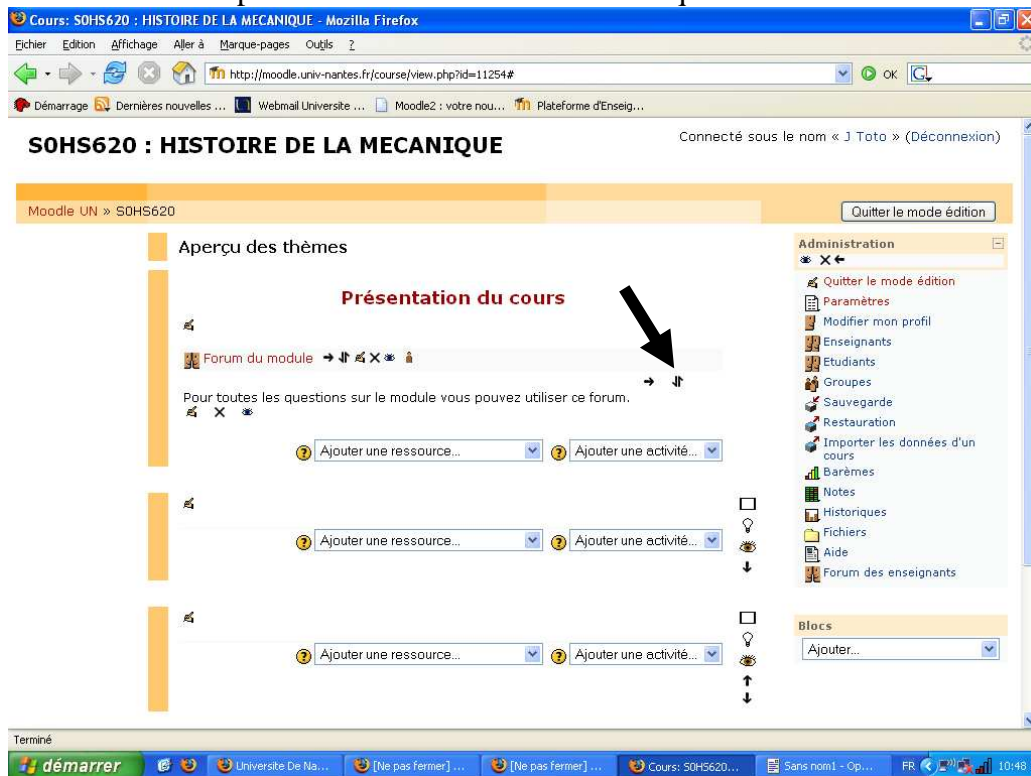 Cours: S0HS620 : HISTOIRE DE LA MECANIQUE - Mozilla Firefox
Fichier Edition Affichage Aller à Marque-pages Outils ?
http://moodle.univ-nantes.fr/course/view.php?id=11254#
OK
Démarrage Dernières nouvelles ... Webmail Universite ... Moodle2 : votre nou... Plateforme d'Enseig...
S0HS620 : HISTOIRE DE LA MECANIQUE
Connecté sous le nom « J Toto » (Déconnexion)
Moodle UN » S0HS620
Quitter le mode édition
Aperçu des thèmes
Présentation du cours
Forum du module
Pour toutes les questions sur le module vous pouvez utiliser ce forum.
Ajouter une ressource... Ajouter une activité...
Ajouter une ressource... Ajouter une activité...
Ajouter une ressource... Ajouter une activité...
Administration
Quitter le mode édition
Paramètres
Modifier mon profil
Enseignants
Etudiants
Groupes
Sauvegarde
Restauration
Importer les données d'un
cours
Barèmes
Notes
Historiques
Fichiers
Aide
Forum des enseignants
Blocs
Ajouter...
Terminé
démarrer Universite De Na... [Ne pas fermer] ... [Ne pas fermer] ... Cours: S0HS620... Sans nom1 - Op... FR 10:48